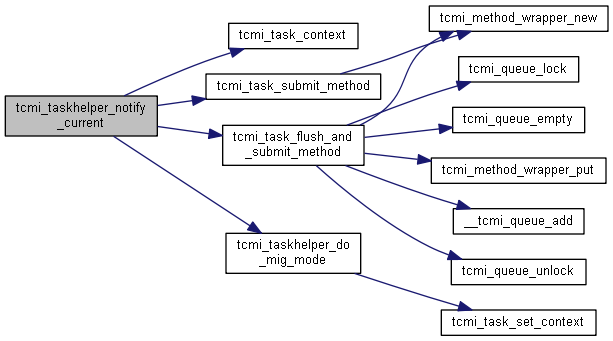 tcmi_taskhelper_notify
_current
tcmi_task_context
tcmi_task_submit_method
tcmi_task_flush_and
_submit_method
tcmi_taskhelper_do
_mig_mode
tcmi_method_wrapper_new
tcmi_queue_lock
tcmi_queue_empty
tcmi_method_wrapper_put
__tcmi_queue_add
tcmi_queue_unlock
tcmi_task_set_context